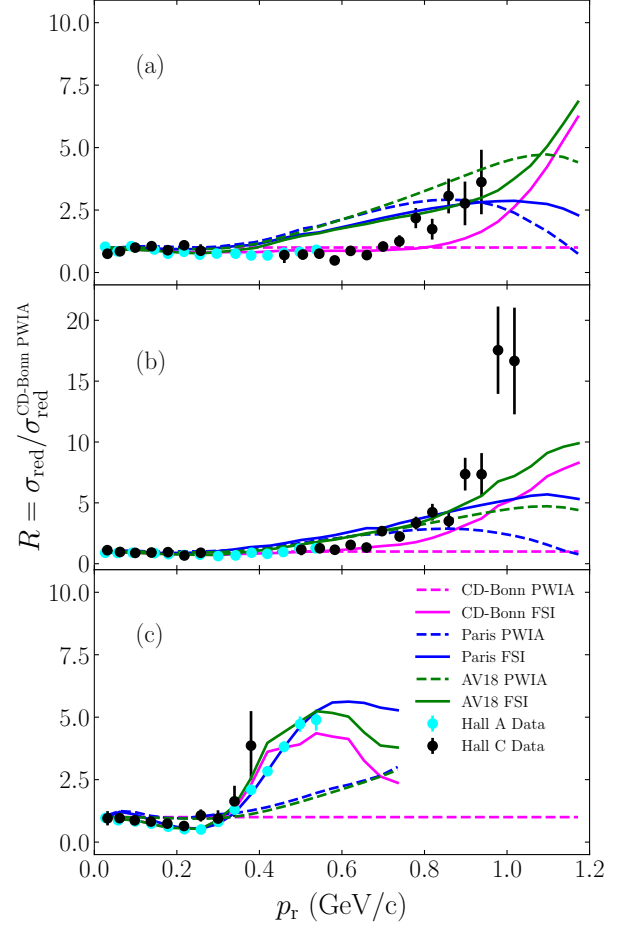 10.0
(a)
7.5
5.0
2.5
0.0
20
(b)
15
10
5
0
R = σred/σred^CD-Bonn PWIA
10.0
(c)
7.5
5.0
2.5
0.0
CD-Bonn PWIA
CD-Bonn FSI
Paris PWIA
Paris FSI
AV18 PWIA
AV18 FSI
Hall A Data
Hall C Data
0.0 0.2 0.4 0.6 0.8 1.0 1.2
pr (GeV/c)